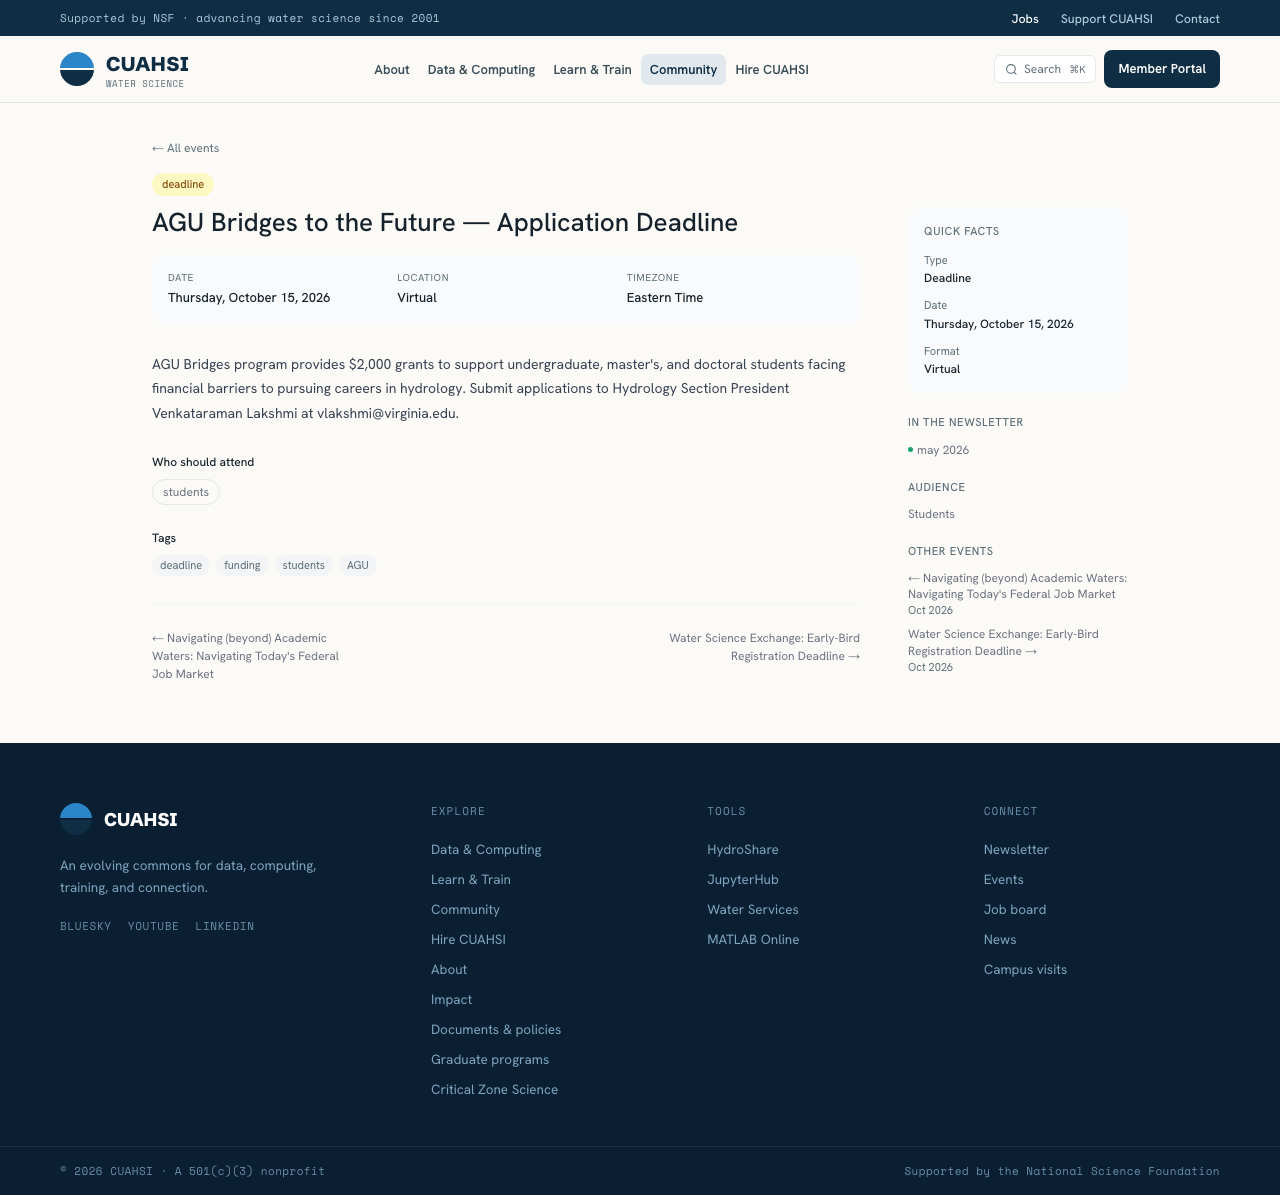 Supported by NSF · advancing water science since 2001
Jobs Support CUAHSI Contact
CUAHSI
WATER SCIENCE
About Data & Computing Learn & Train Community Hire CUAHSI
Search ⌘K
Member Portal
← All events
deadline
AGU Bridges to the Future — Application Deadline
DATE
Thursday, October 15, 2026
LOCATION
Virtual
TIMEZONE
Eastern Time
AGU Bridges program provides $2,000 grants to support undergraduate, master's, and doctoral students facing
financial barriers to pursuing careers in hydrology. Submit applications to Hydrology Section President
Venkataraman Lakshmi at vlakshmi@virginia.edu.
Who should attend
students
Tags
deadline funding students AGU
← Navigating (beyond) Academic
Waters: Navigating Today's Federal
Job Market
Water Science Exchange: Early-Bird
Registration Deadline →
QUICK FACTS
Type
Deadline
Date
Thursday, October 15, 2026
Format
Virtual
IN THE NEWSLETTER
may 2026
AUDIENCE
Students
OTHER EVENTS
← Navigating (beyond) Academic Waters:
Navigating Today's Federal Job Market
Oct 2026
Water Science Exchange: Early-Bird
Registration Deadline →
Oct 2026
CUAHSI
An evolving commons for data, computing,
training, and connection.
BLUESKY YOUTUBE LINKEDIN
EXPLORE
Data & Computing
Learn & Train
Community
Hire CUAHSI
About
Impact
Documents & policies
Graduate programs
Critical Zone Science
TOOLS
HydroShare
JupyterHub
Water Services
MATLAB Online
CONNECT
Newsletter
Events
Job board
News
Campus visits
© 2026 CUAHSI · A 501(c)(3) nonprofit
Supported by the National Science Foundation